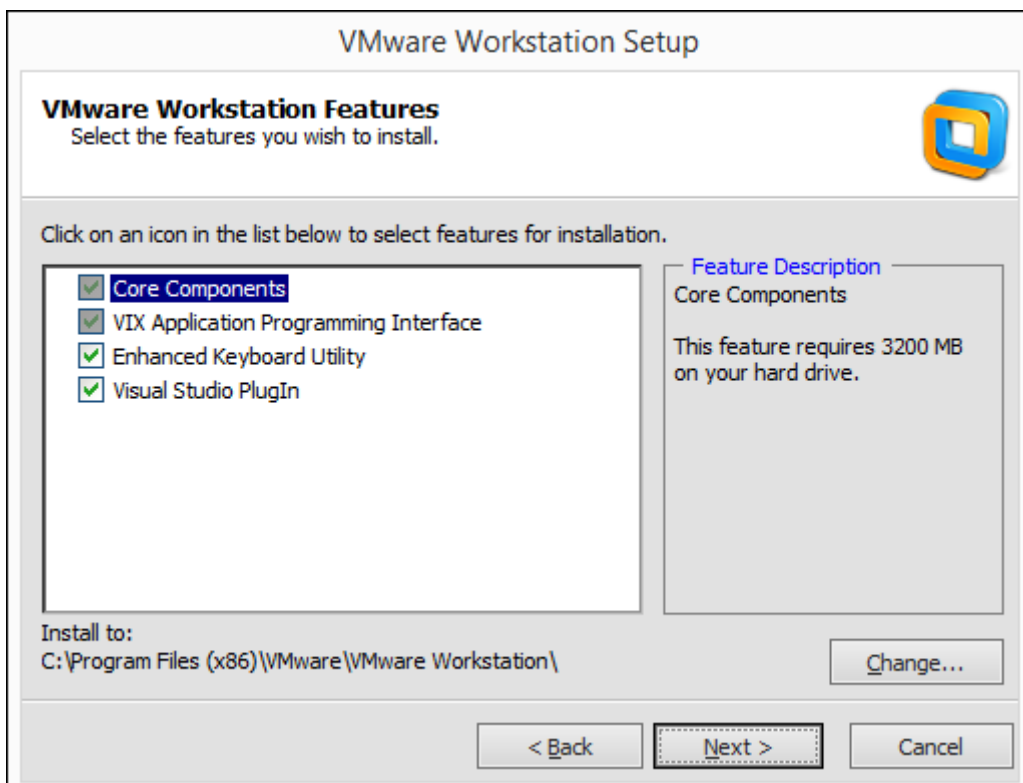 VMware Workstation Setup
VMware Workstation Features
Select the features you wish to install.
Click on an icon in the list below to select features for installation.
Core Components
VIX Application Programming Interface
Enhanced Keyboard Utility
Visual Studio PlugIn
Feature Description
Core Components
This feature requires 3200 MB
on your hard drive.
Install to:
C:\Program Files (x86)\VMware\VMware Workstation\
Change...
< Back
Next >
Cancel